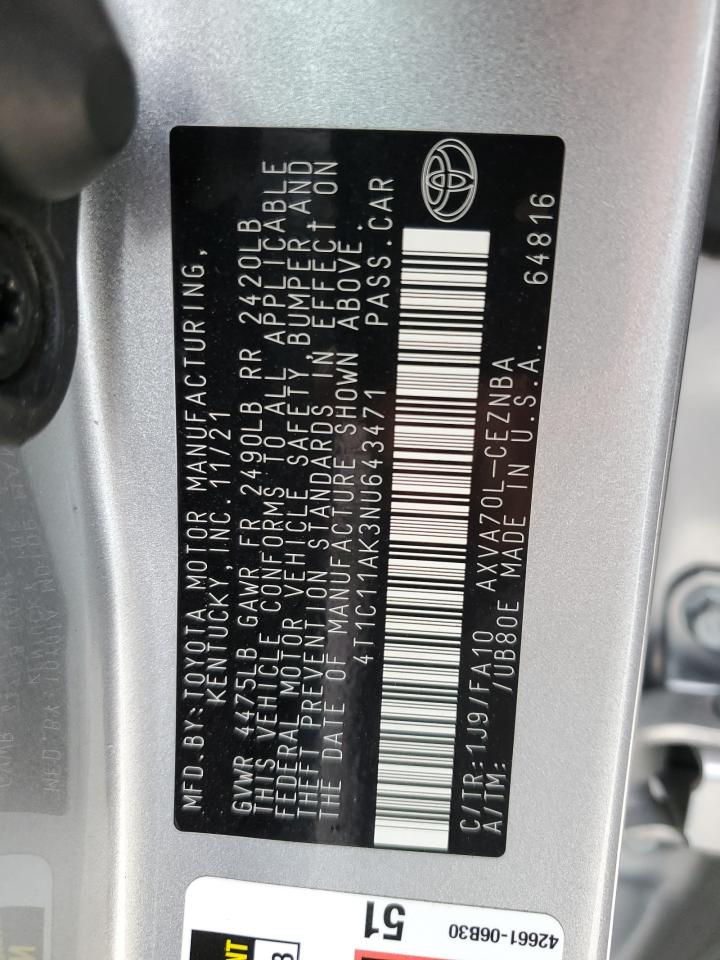 MFD.BY:TOYOTA MOTOR MANUFACTURING,
KENTUCKY,INC.11/21
GVWR 4475LB GAWR FR 2490LB RR 2420LB
THIS VEHICLE CONFORMS TO ALL APPLICABLE
FEDERAL MOTOR VEHICLE SAFETY,BUMPER AND
THEFT PREVENTION STANDARDS IN EFFECT ON
THE DATE OF MANUFACTURE SHOWN ABOVE.
4T1C11AK3NU643471 PASS.CAR
C/TR:1J9/FA10 AXVA70L-CEZNBA
A/TM: /UB80E MADE IN U.S.A. 64816
51
42661-06B30